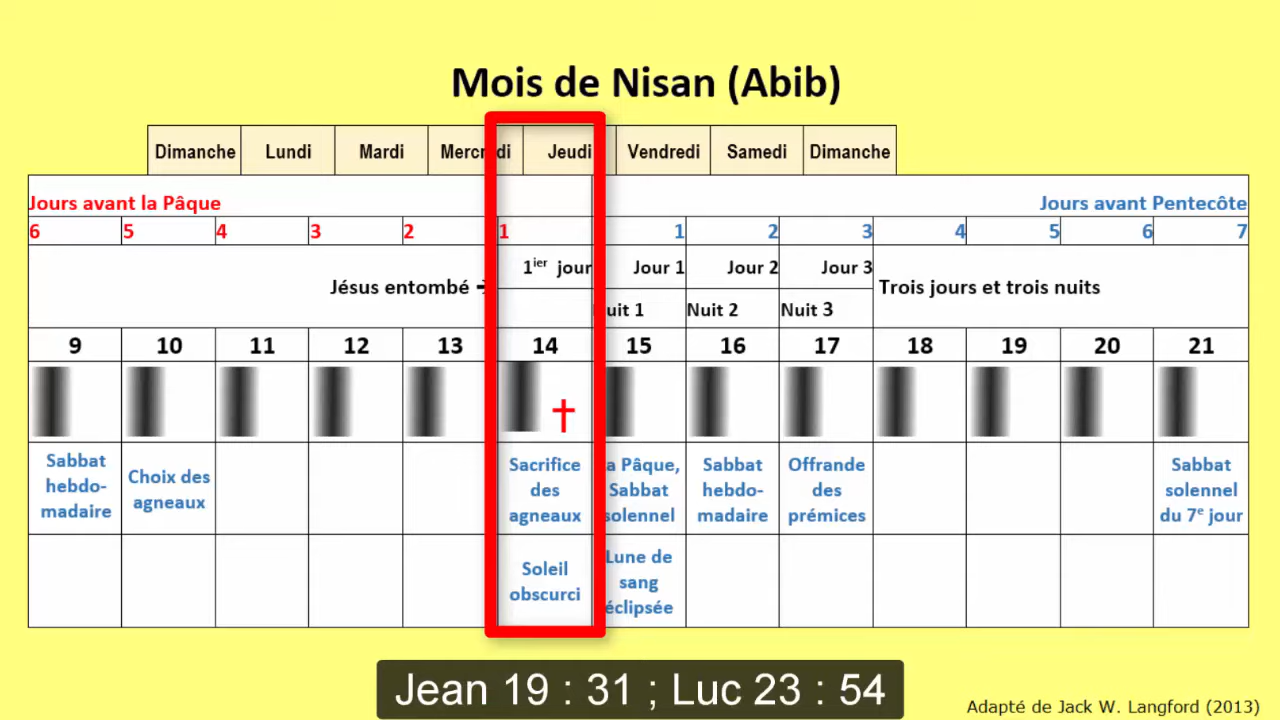 Mois de Nisan (Abib)
Dimanche Lundi Mardi Mercredi Jeudi Vendredi Samedi Dimanche
Jours avant la Pâque Jours avant Pentecôte
6 5 4 3 2 1 1 2 3 4 5 6 7
1ier jour Jour 1 Jour 2 Jour 3
Jésus entombé → Trois jours et trois nuits
uit 1 Nuit 2 Nuit 3
9 10 11 12 13 14 15 16 17 18 19 20 21
†
Sabbat hebdo- madaire
Choix des agneaux
Sacrifice des agneaux
a Pâque, Sabbat solennel
Sabbat hebdo- madaire
Offrande des prémices
Sabbat solennel du 7e jour
Soleil obscurci
Lune de sang éclipsée
Jean 19 : 31 ; Luc 23 : 54
Adapté de Jack W. Langford (2013)